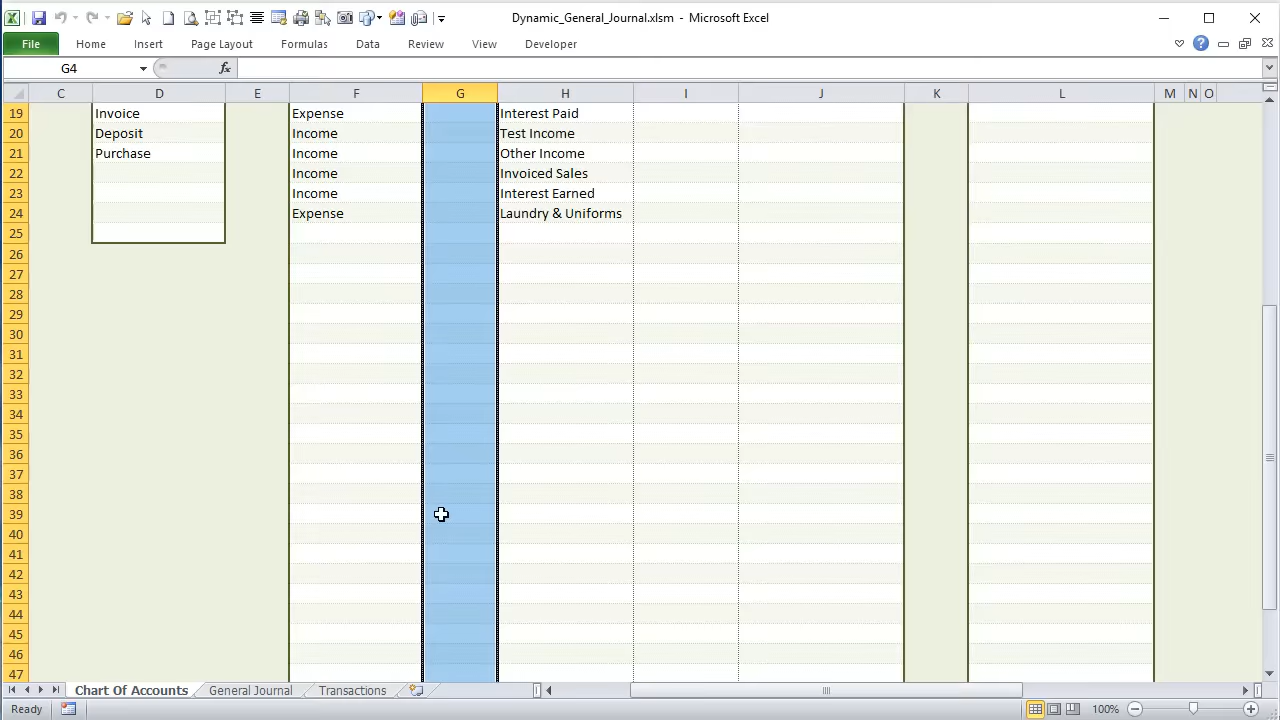 Dynamic_General_Journal.xlsm - Microsoft Excel
File Home Insert Page Layout Formulas Data Review View Developer
G4 fx
C D E F G H I J K L M N O
19 Invoice Expense Interest Paid
20 Deposit Income Test Income
21 Purchase Income Other Income
22 Income Invoiced Sales
23 Income Interest Earned
24 Expense Laundry & Uniforms
25
26
27
28
29
30
31
32
33
34
35
36
37
38
39
40
41
42
43
44
45
46
47
Chart Of Accounts General Journal Transactions
Ready 100%